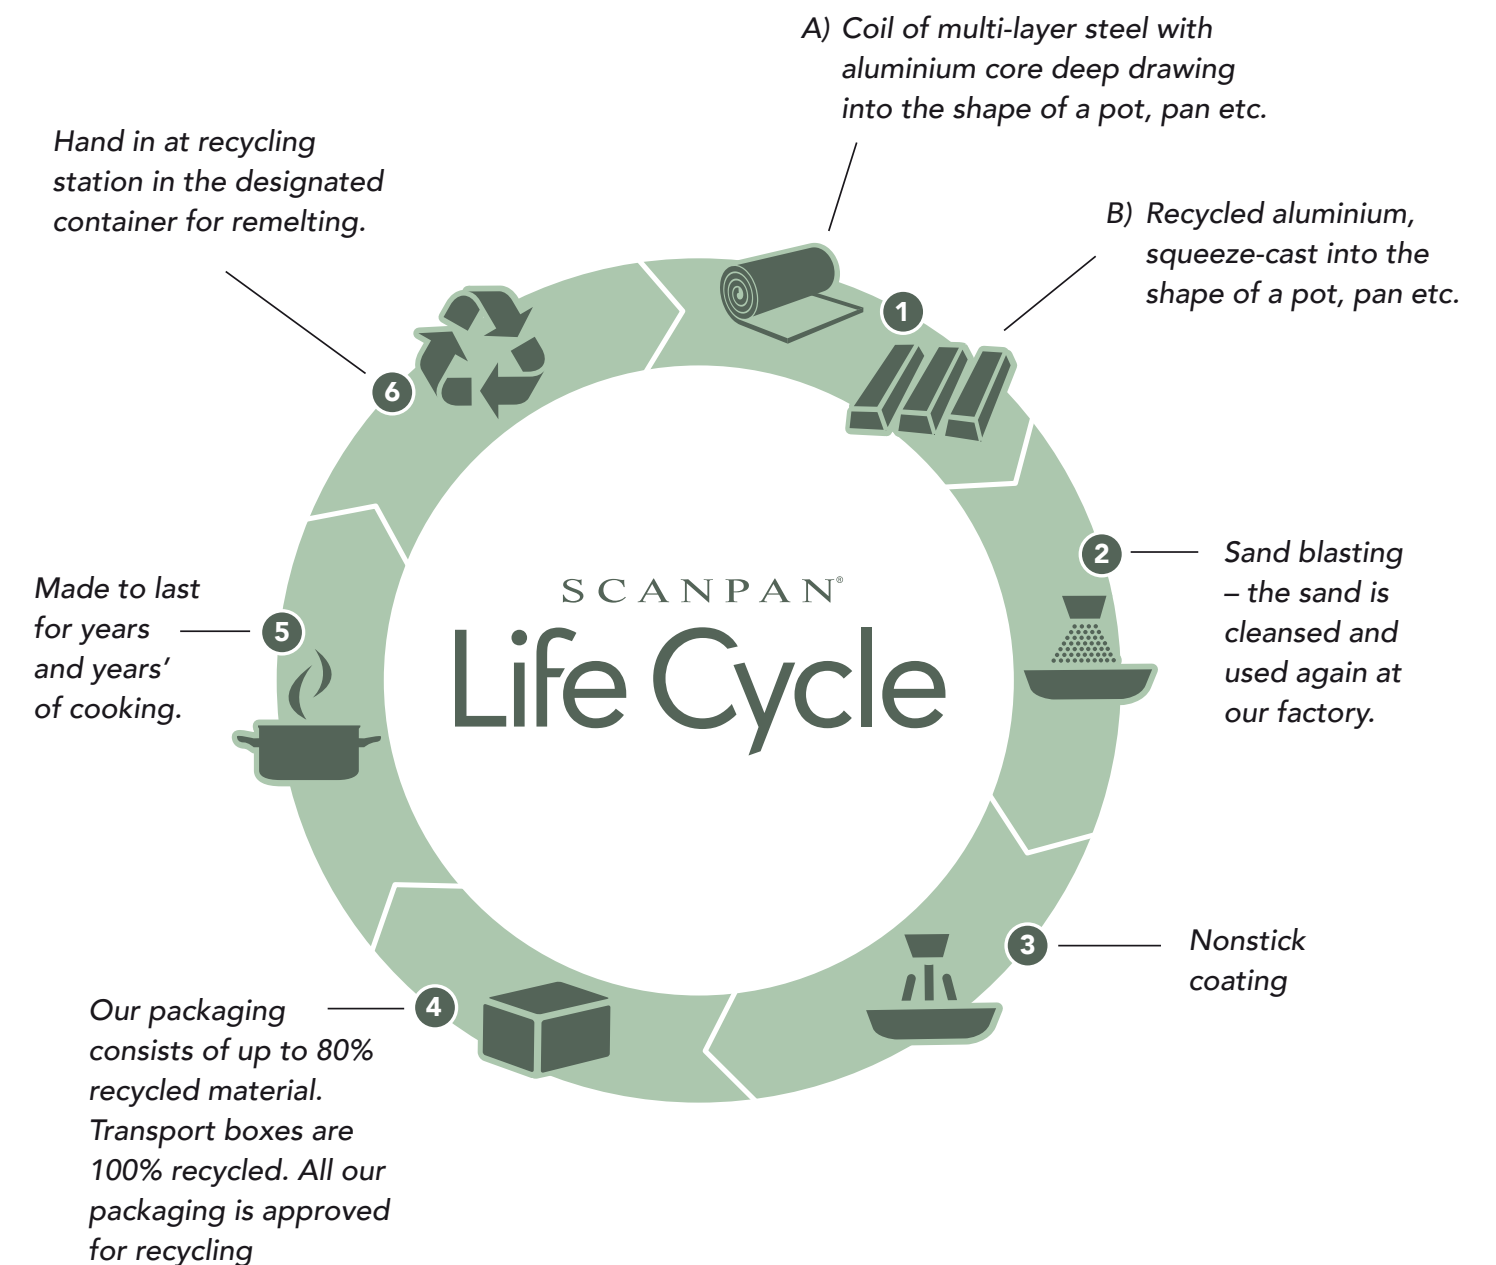 A) Coil of multi-layer steel with
aluminium core deep drawing
into the shape of a pot, pan etc.
B) Recycled aluminium,
squeeze-cast into the
shape of a pot, pan etc.
1
2
Sand blasting
– the sand is
cleansed and
used again at
our factory.
3
Nonstick
coating
4
Our packaging
consists of up to 80%
recycled material.
Transport boxes are
100% recycled. All our
packaging is approved
for recycling
5
Made to last
for years
and years’
of cooking.
6
Hand in at recycling
station in the designated
container for remelting.
SCANPAN®
Life Cycle